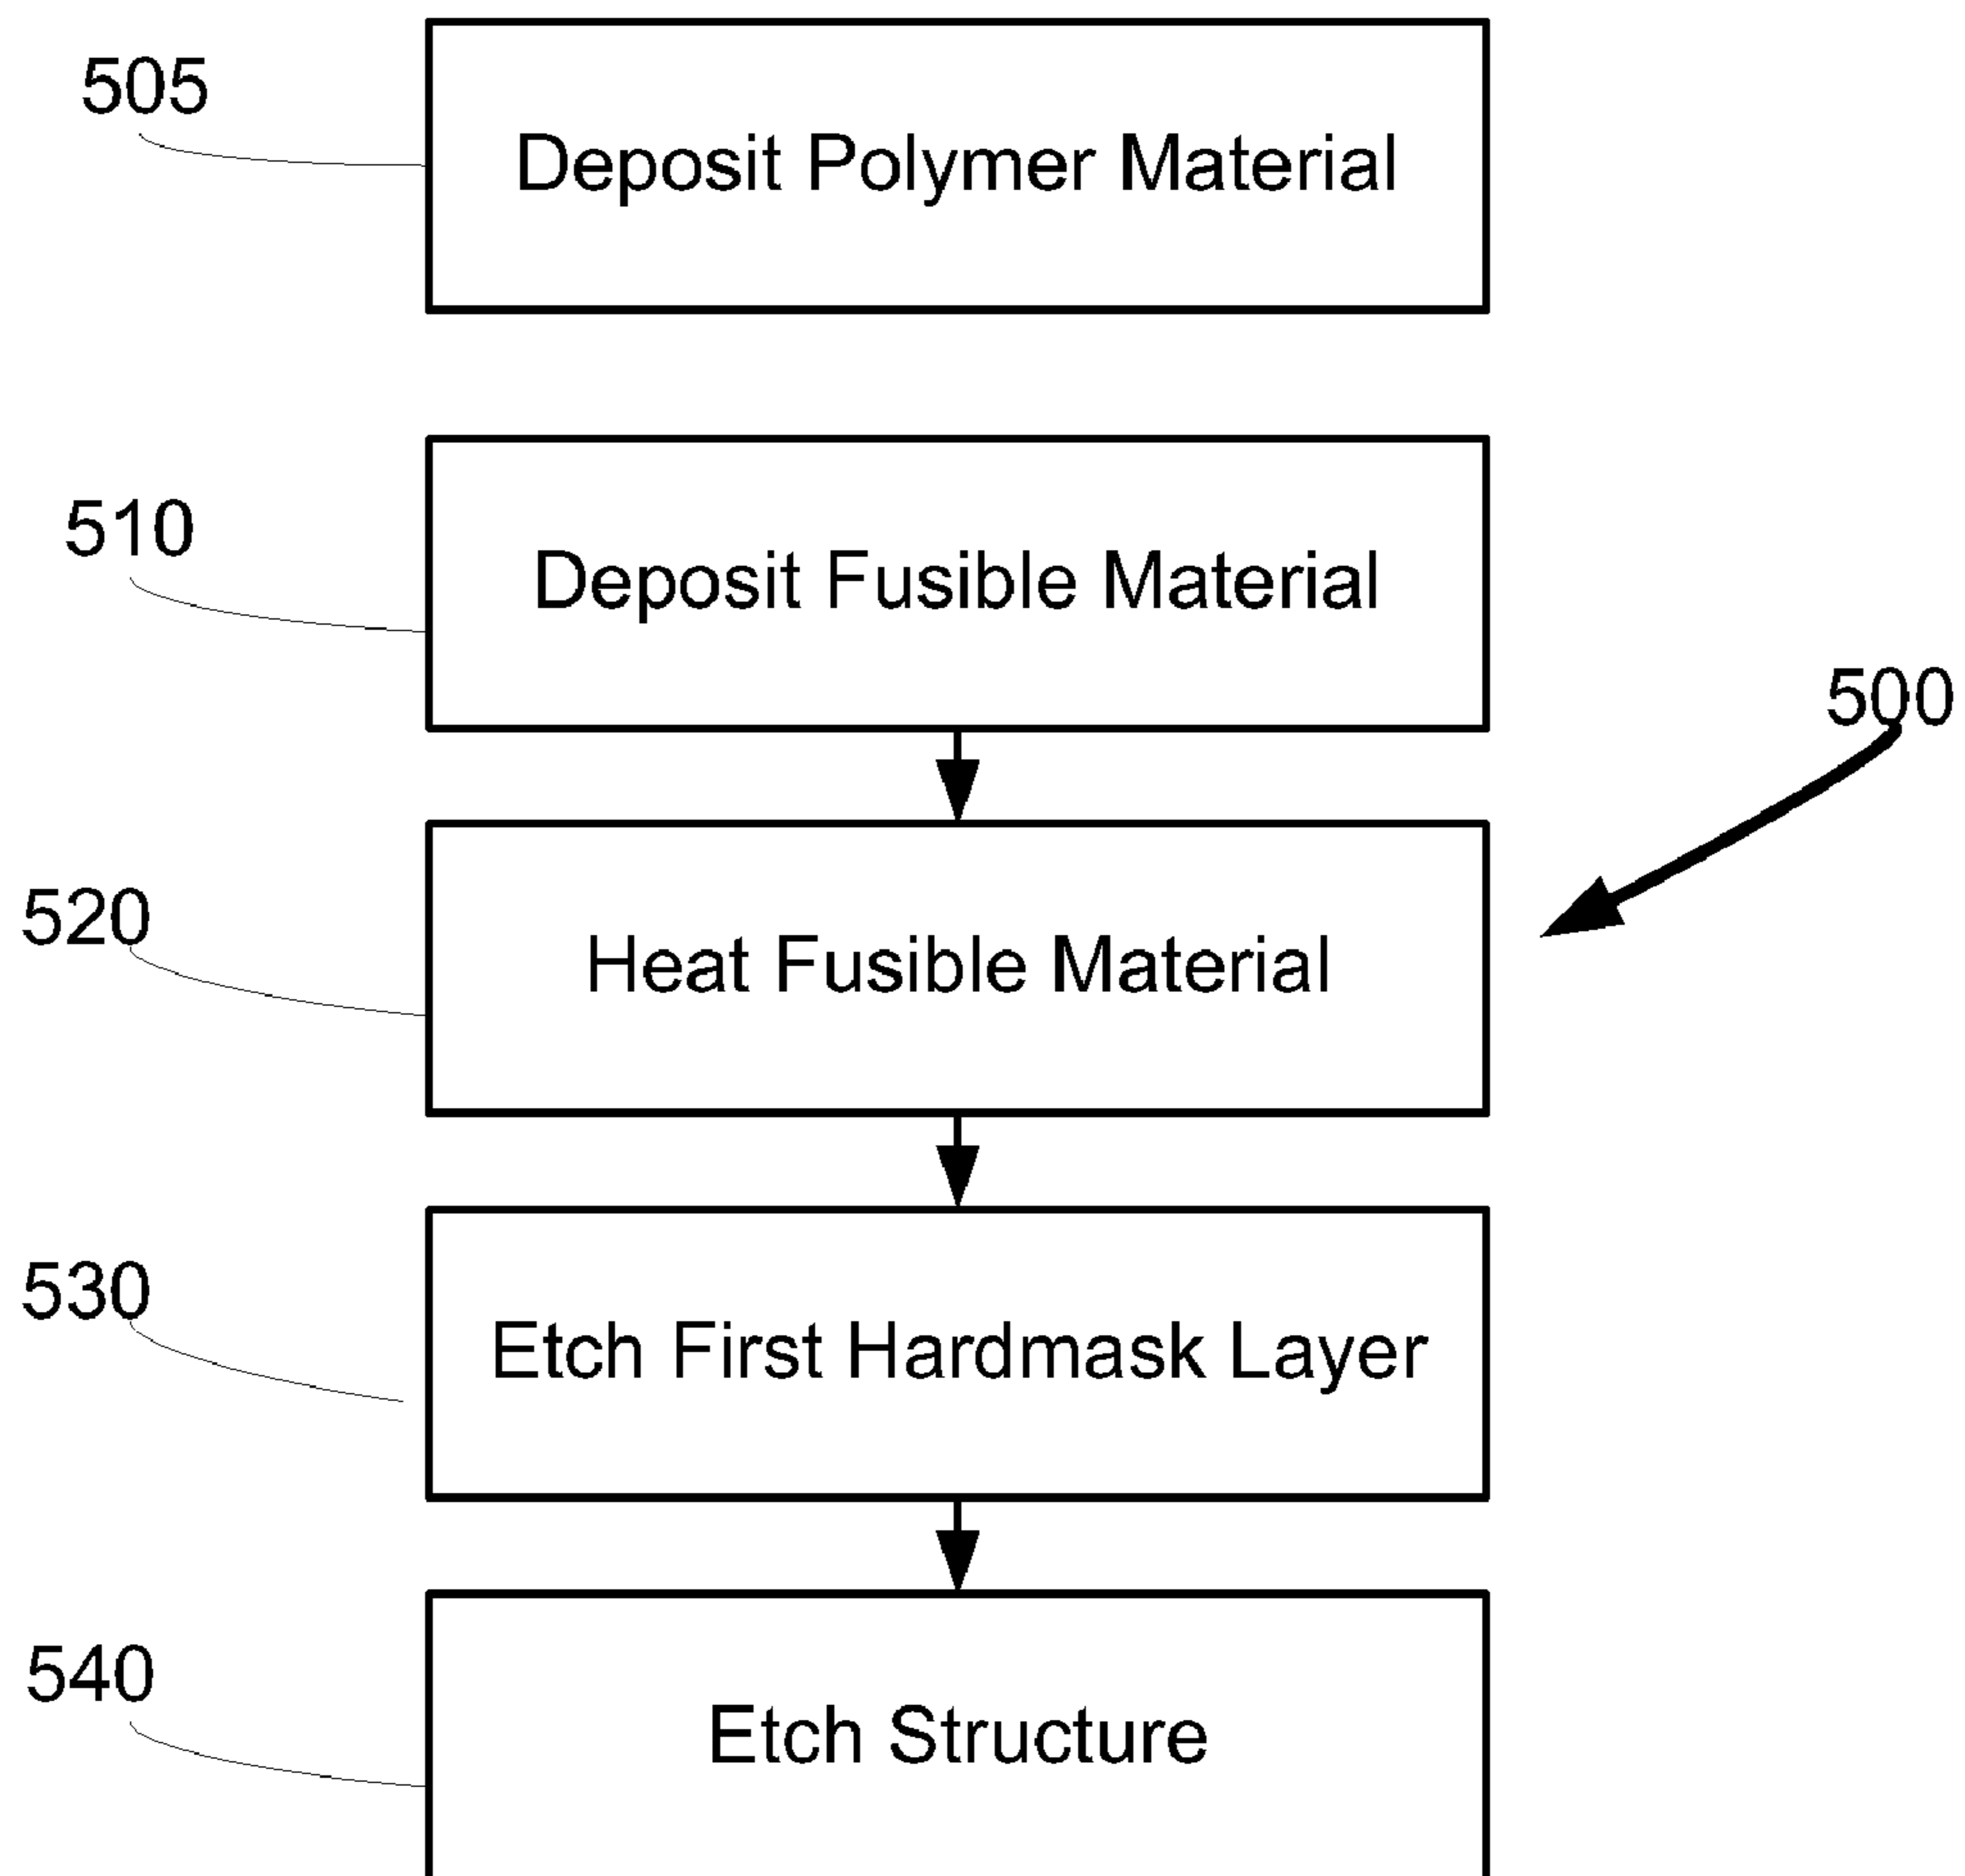 505
Deposit Polymer Material
510
Deposit Fusible Material
500
520
Heat Fusible Material
530
Etch First Hardmask Layer
540
Etch Structure